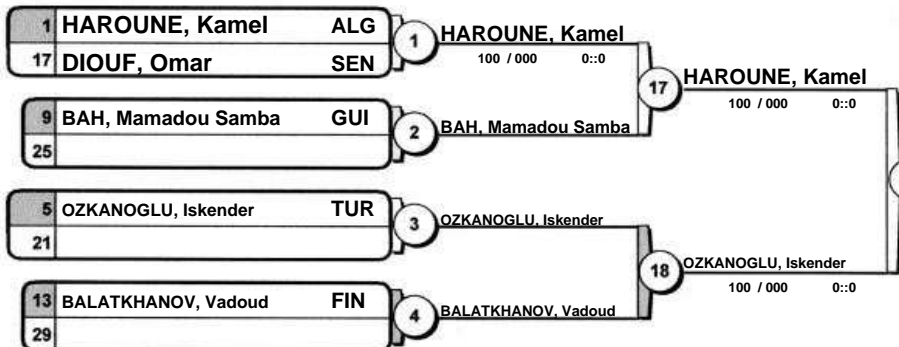 1 HAROUNE, Kamel ALG
17 DIOUF, Omar SEN
1
HAROUNE, Kamel
100 / 000 0::0
9 BAH, Mamadou Samba GUI
25
2
BAH, Mamadou Samba
17
HAROUNE, Kamel
100 / 000 0::0
5 OZKANOGLU, Iskender TUR
21
3
OZKANOGLU, Iskender
13 BALATKHANOV, Vadoud FIN
29
4
BALATKHANOV, Vadoud
18
OZKANOGLU, Iskender
100 / 000 0::0